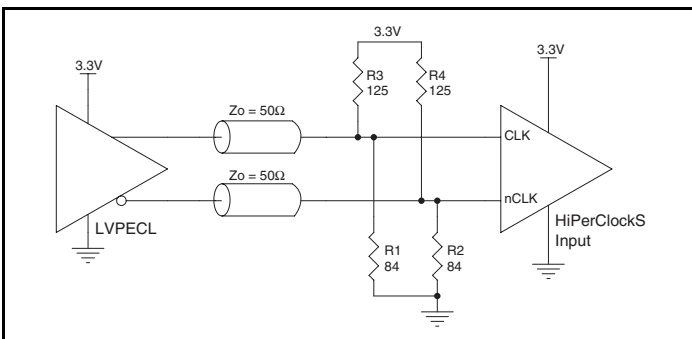 3.3V
3.3V
3.3V
R3
125
R4
125
Zo = 50Ω
CLK
Zo = 50Ω
nCLK
LVPECL
HiPerClockS
Input
R1
84
R2
84